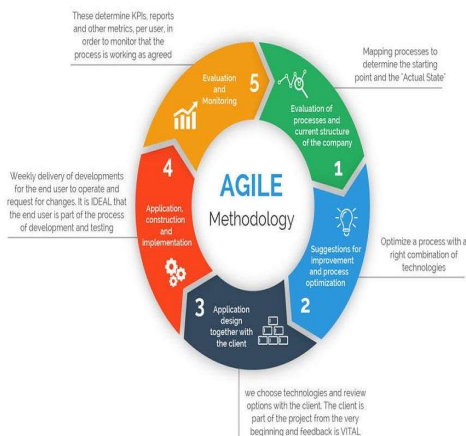 These determine KPIs, reports
and other metrics, per user, in
order to monitor that the
process is working as agreed
Mapping processes to
determine the starting
point and the "Actual State"
5
Evaluation
and
Monitoring
Evaluation of
processes and
current structure
of the company
1
Weekly delivery of developments
for the end user to operate and
request for changes. It is IDEAL that
the end user is part of the process
of development and testing
4
Application,
construction and
implementation
AGILE
Methodology
Suggestions for
improvement
and process
optimization
2
Optimize a process with a
right combination of
technologies
3
Application
design
together with
the client
we choose technologies and review
options with the client. The client is
part of the project from the very
beginning and feedback is VITAL